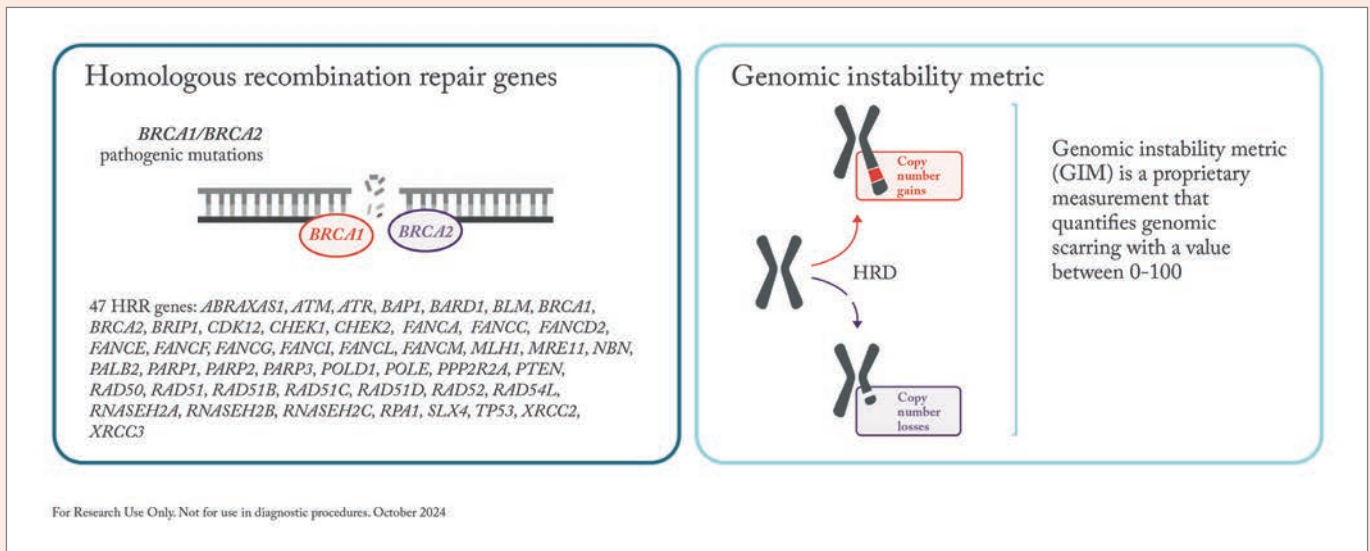 Homologous recombination repair genes
BRCA1/BRCA2
pathogenic mutations
BRCA1
BRCA2
47 HRR genes: ABRAXAS1, ATM, ATR, BAP1, BARD1, BLM, BRCA1,
BRCA2, BRIP1, CDK12, CHEK1, CHEK2, FANCA, FANCC, FANCD2,
FANCE, FANCF, FANCG, FANCI, FANCL, FANCM, MLH1, MRE11, NBN,
PALB2, PARP1, PARP2, PARP3, POLD1, POLE, PPP2R2A, PTEN,
RAD50, RAD51, RAD51B, RAD51C, RAD51D, RAD52, RAD54L,
RNASEH2A, RNASEH2B, RNASEH2C, RPA1, SLX4, TP53, XRCC2,
XRCC3
Genomic instability metric
Copy
number
gains
HRD
Copy
number
losses
Genomic instability metric
(GIM) is a proprietary
measurement that
quantifies genomic
scarring with a value
between 0-100
For Research Use Only. Not for use in diagnostic procedures. October 2024